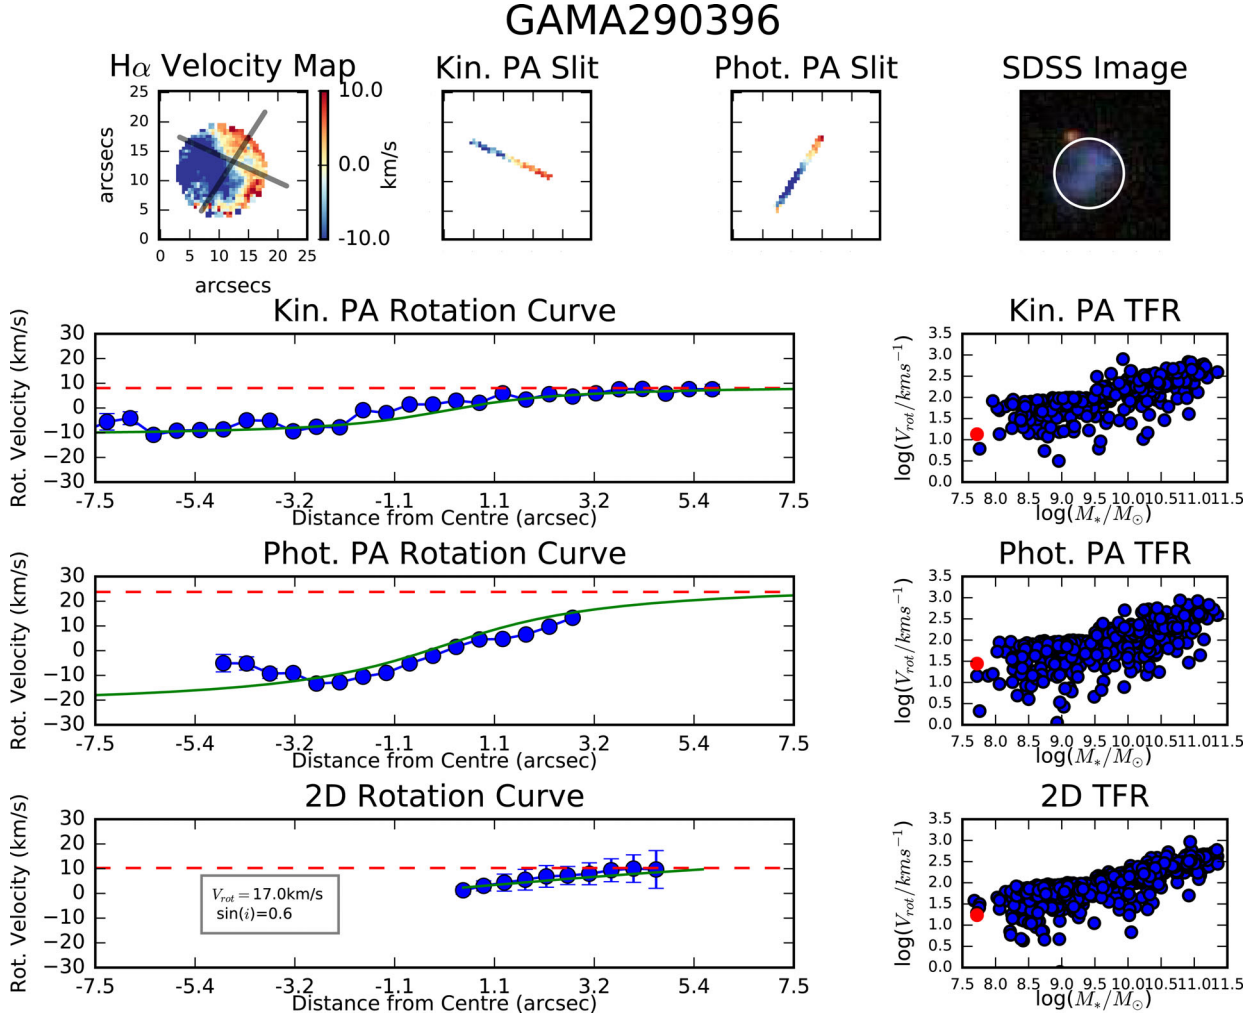 GAMA290396
Hα Velocity Map
Kin. PA Slit
Phot. PA Slit
SDSS Image
arcsecs
25
20
15
10
5
0
0 5 10 15 20 25
arcsecs
10.0
0.0
-10.0
km/s
Kin. PA Rotation Curve
Rot. Velocity (km/s)
30
20
10
0
−10
−20
−30
-7.5 -5.4 -3.2 -1.1 1.1 3.2 5.4 7.5
Distance from Centre (arcsec)
Kin. PA TFR
log(V_rot/kms⁻¹)
3.5
3.0
2.5
2.0
1.5
1.0
0.5
0.0
7.5 8.0 8.5 9.0 9.5 10.0 10.5 11.0 11.5
log(M_*/M_⊙)
Phot. PA Rotation Curve
Rot. Velocity (km/s)
30
20
10
0
−10
−20
−30
-7.5 -5.4 -3.2 -1.1 1.1 3.2 5.4 7.5
Distance from Centre (arcsec)
Phot. PA TFR
log(V_rot/kms⁻¹)
3.5
3.0
2.5
2.0
1.5
1.0
0.5
0.0
7.5 8.0 8.5 9.0 9.5 10.0 10.5 11.0 11.5
log(M_*/M_⊙)
2D Rotation Curve
Rot. Velocity (km/s)
30
20
10
0
−10
−20
−30
V_rot=17.0km/s
sin(i)=0.6
-7.5 -5.4 -3.2 -1.1 1.1 3.2 5.4 7.5
Distance from Centre (arcsec)
2D TFR
log(V_rot/kms⁻¹)
3.5
3.0
2.5
2.0
1.5
1.0
0.5
0.0
7.5 8.0 8.5 9.0 9.5 10.0 10.5 11.0 11.5
log(M_*/M_⊙)